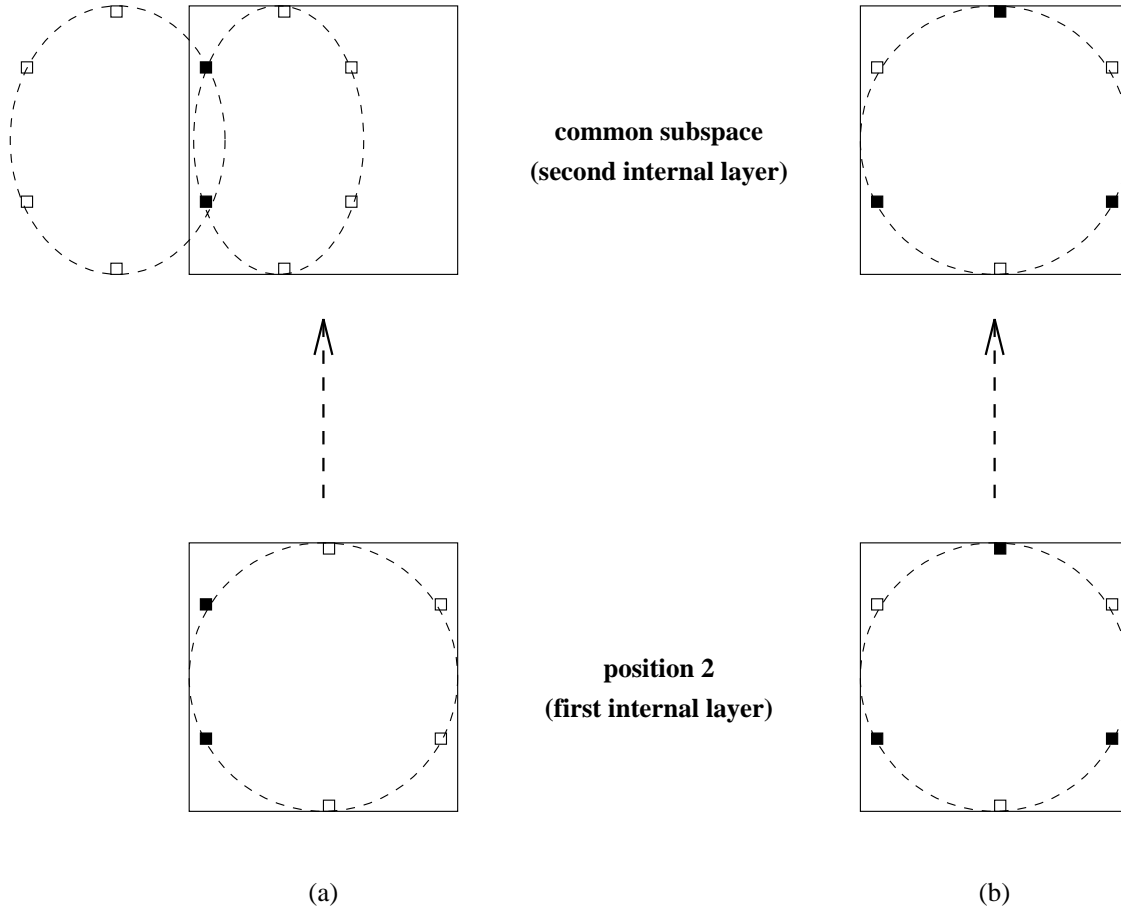 common subspace
(second internal layer)
position 2
(first internal layer)
(a)
(b)